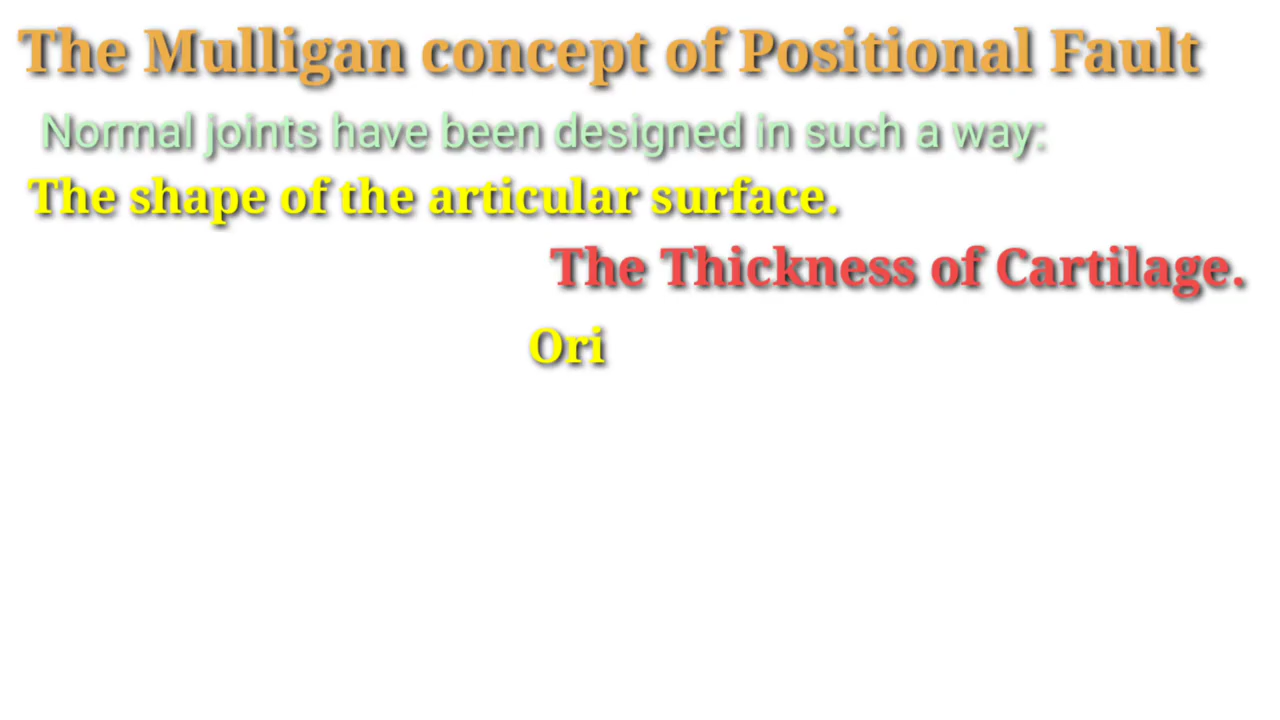 The Mulligan concept of Positional Fault
Normal joints have been designed in such a way:
The shape of the articular surface.
The Thickness of Cartilage.
Ori